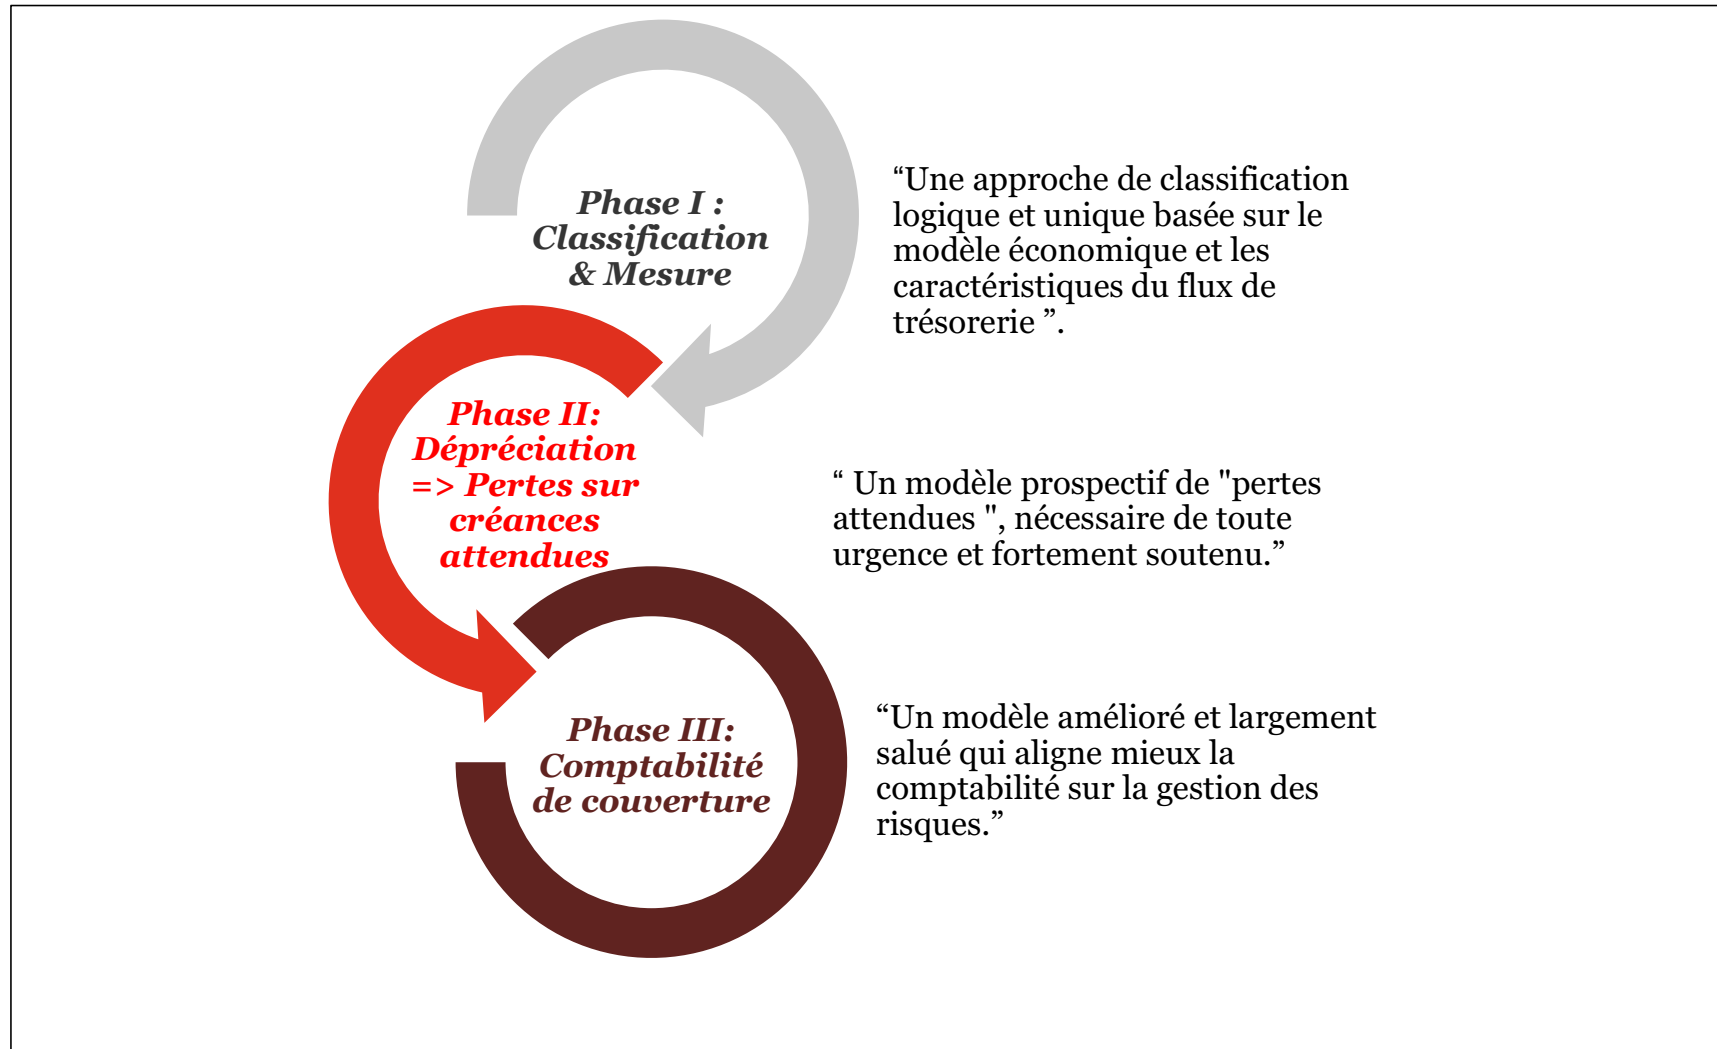 Phase I :
Classification
& Mesure
“Une approche de classification
logique et unique basée sur le
modèle économique et les
caractéristiques du flux de
trésorerie ”.
Phase II:
Dépréciation
=> Pertes sur
créances
attendues
“ Un modèle prospectif de "pertes
attendues ", nécessaire de toute
urgence et fortement soutenu.”
Phase III:
Comptabilité
de couverture
“Un modèle amélioré et largement
salué qui aligne mieux la
comptabilité sur la gestion des
risques.”